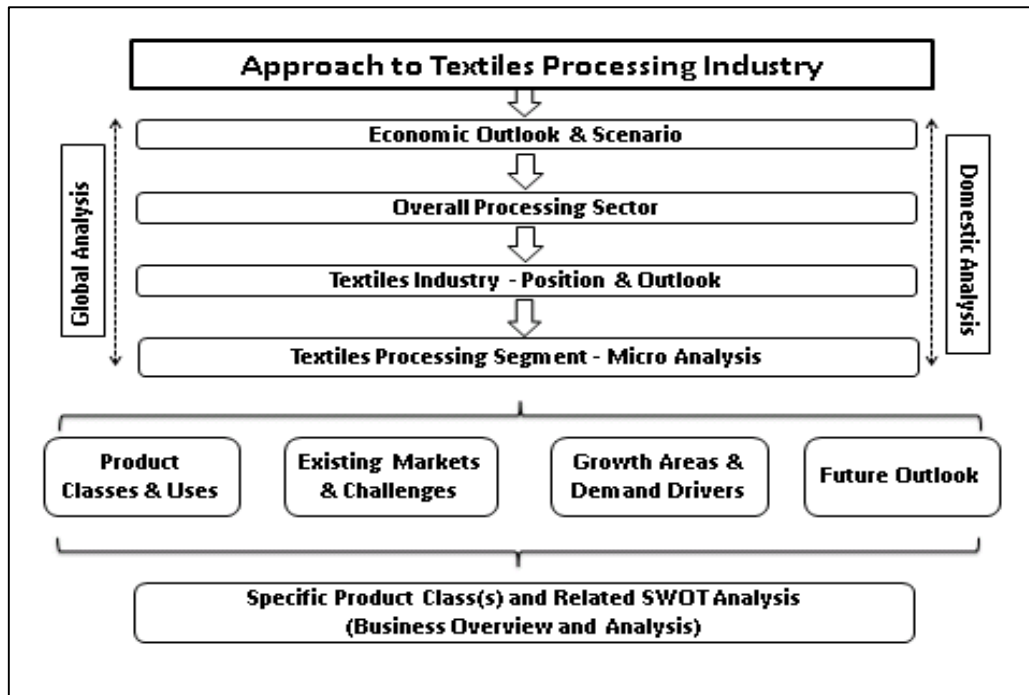 Approach to Textiles Processing Industry
Economic Outlook & Scenario
Overall Processing Sector
Textiles Industry - Position & Outlook
Textiles Processing Segment - Micro Analysis
Global Analysis
Domestic Analysis
Product
Classes & Uses
Existing Markets
& Challenges
Growth Areas &
Demand Drivers
Future Outlook
Specific Product Class(s) and Related SWOT Analysis
(Business Overview and Analysis)